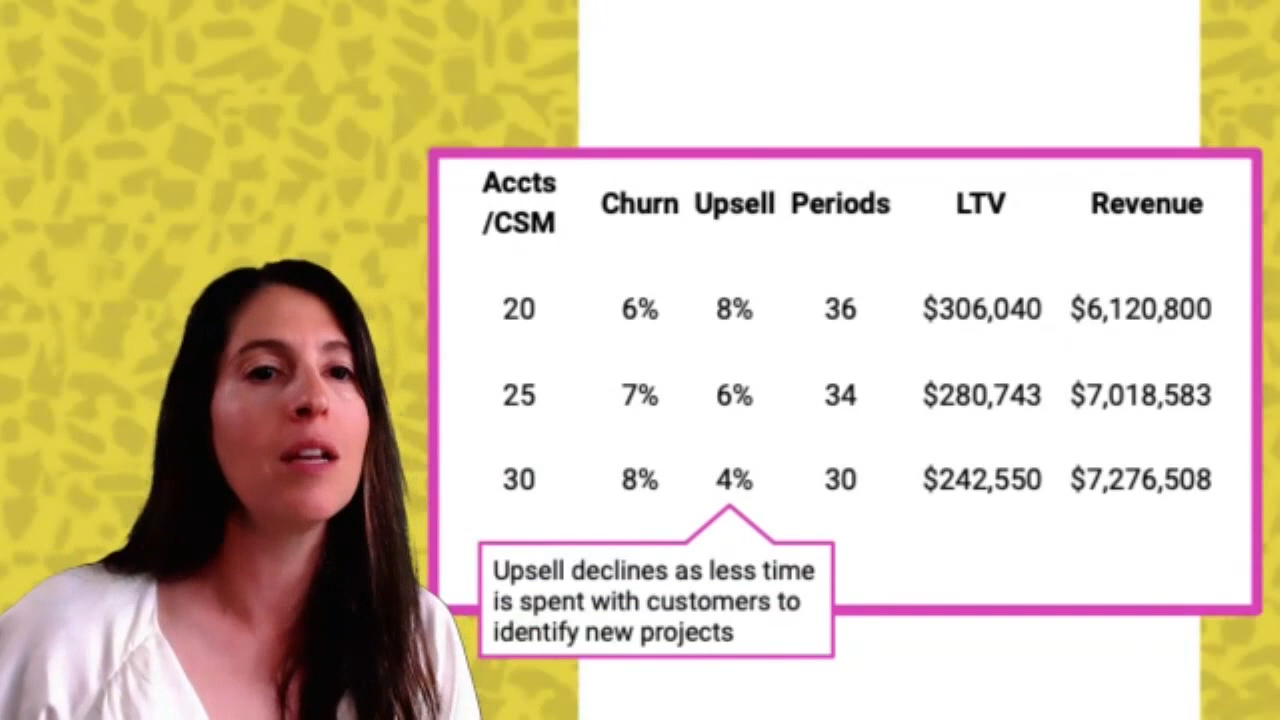 Accts
/CSM Churn Upsell Periods LTV Revenue
20 6% 8% 36 $306,040 $6,120,800
25 7% 6% 34 $280,743 $7,018,583
30 8% 4% 30 $242,550 $7,276,508
Upsell declines as less time
is spent with customers to
identify new projects